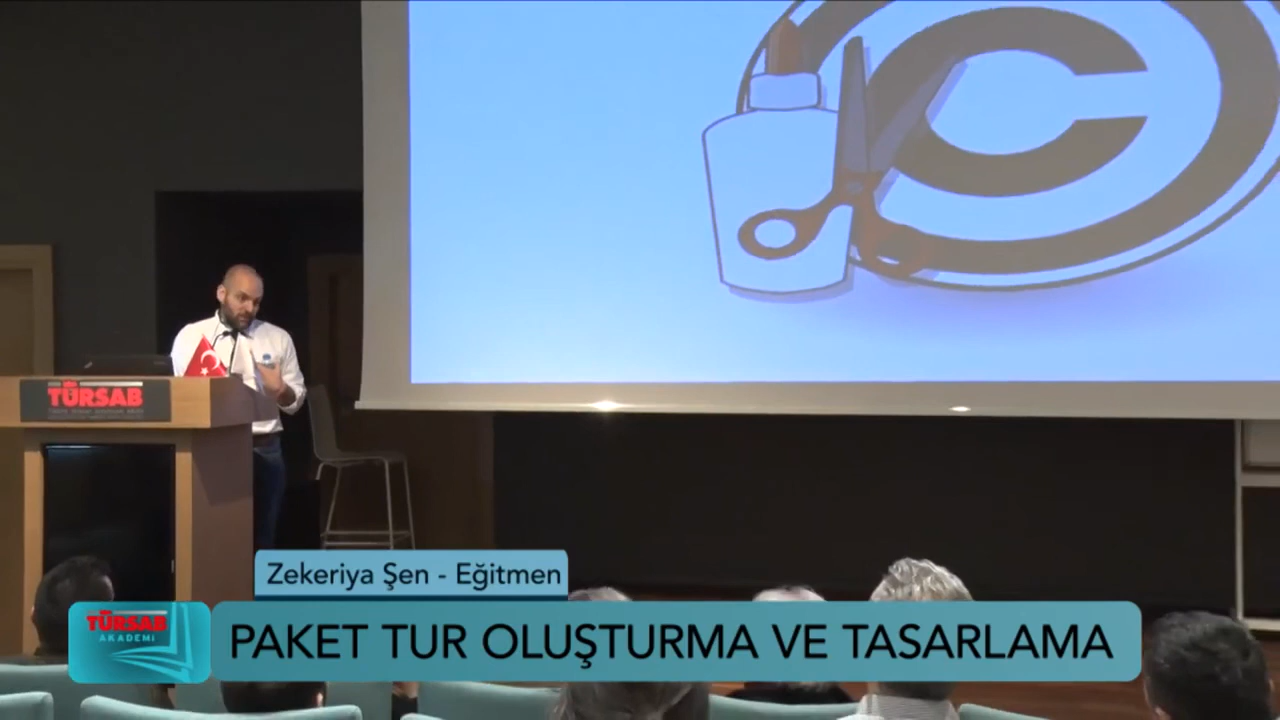 TÜRSAB
Zekeriya Şen - Eğitmen
TÜRSAB
AKADEMİ
PAKET TUR OLUŞTURMA VE TASARLAMA